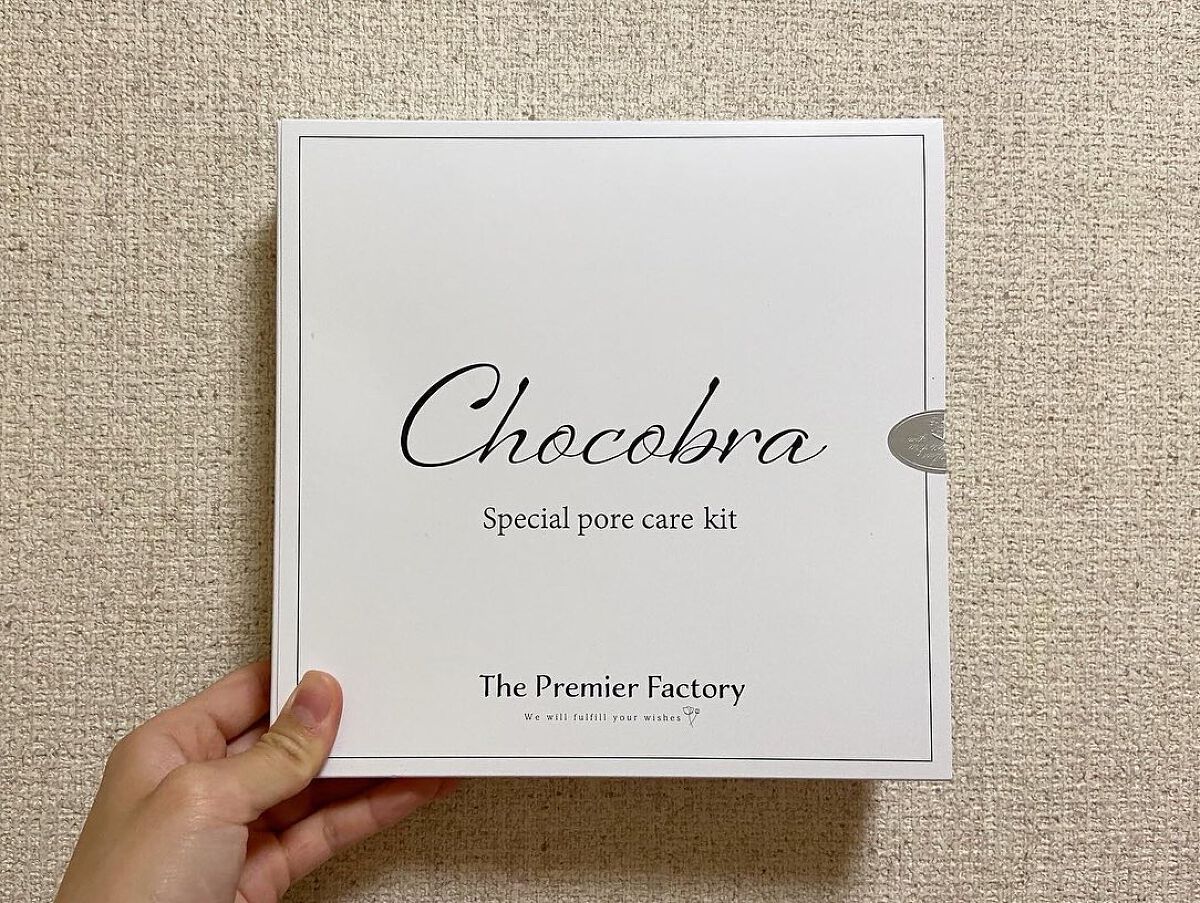 Chocobra
Special pore care kit
The Premier Factory
We will fulfill your wishes